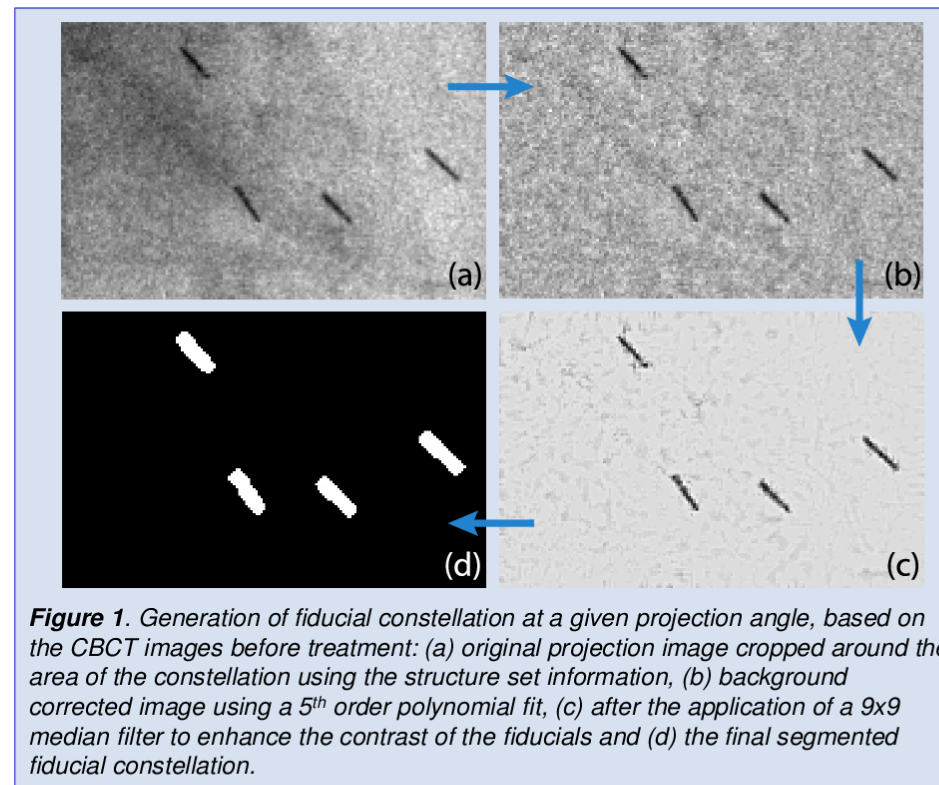 (a)
(b)
(d)
(c)
Figure 1. Generation of fiducial constellation at a given projection angle, based on
the CBCT images before treatment: (a) original projection image cropped around the
area of the constellation using the structure set information, (b) background
corrected image using a 5th order polynomial fit, (c) after the application of a 9x9
median filter to enhance the contrast of the fiducials and (d) the final segmented
fiducial constellation.